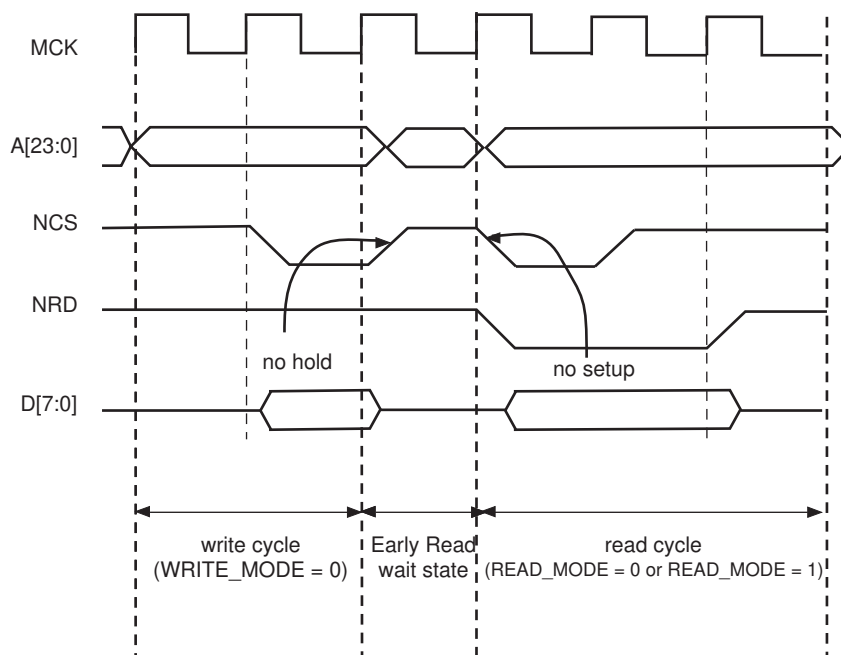 MCK
A[23:0]
NCS
NRD
no hold
no setup
D[7:0]
write cycle
(WRITE_MODE = 0)
Early Read
wait state
read cycle
(READ_MODE = 0 or READ_MODE = 1)